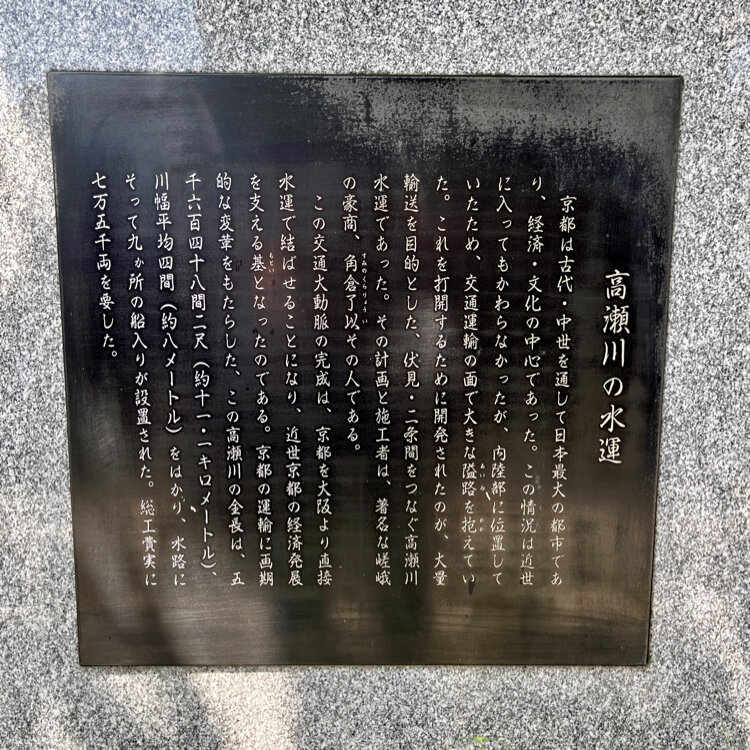 高瀬川の水運
京都は古代・中世を通して日本最大の都市であ
り、経済・文化の中心であった。この情況は近世
に入ってもかわらなかったが、内陸部に位置して
いたため、交通運輸の面で大きな隘路を抱えてい
た。これを打開するために開発されたのが、大量
輸送を目的とした、伏見・二条間をつなぐ高瀬川
水運であった。その計画と施工者は、著名な嵯峨
の豪商、角倉了以その人である。
この交通大動脈の完成は、京都を大阪より直接
水運で結ばせることになり、近世京都の経済発展
を支える基となったのである。京都の運輸に画期
的な変革をもたらした、この高瀬川の全長は、五
千六百四十八間二尺（約十一・一キロメートル）、
川幅平均四間（約八メートル）をはかり、水路に
そって九ヵ所の船入りが設置された。総工費実に
七万五千両を要した。